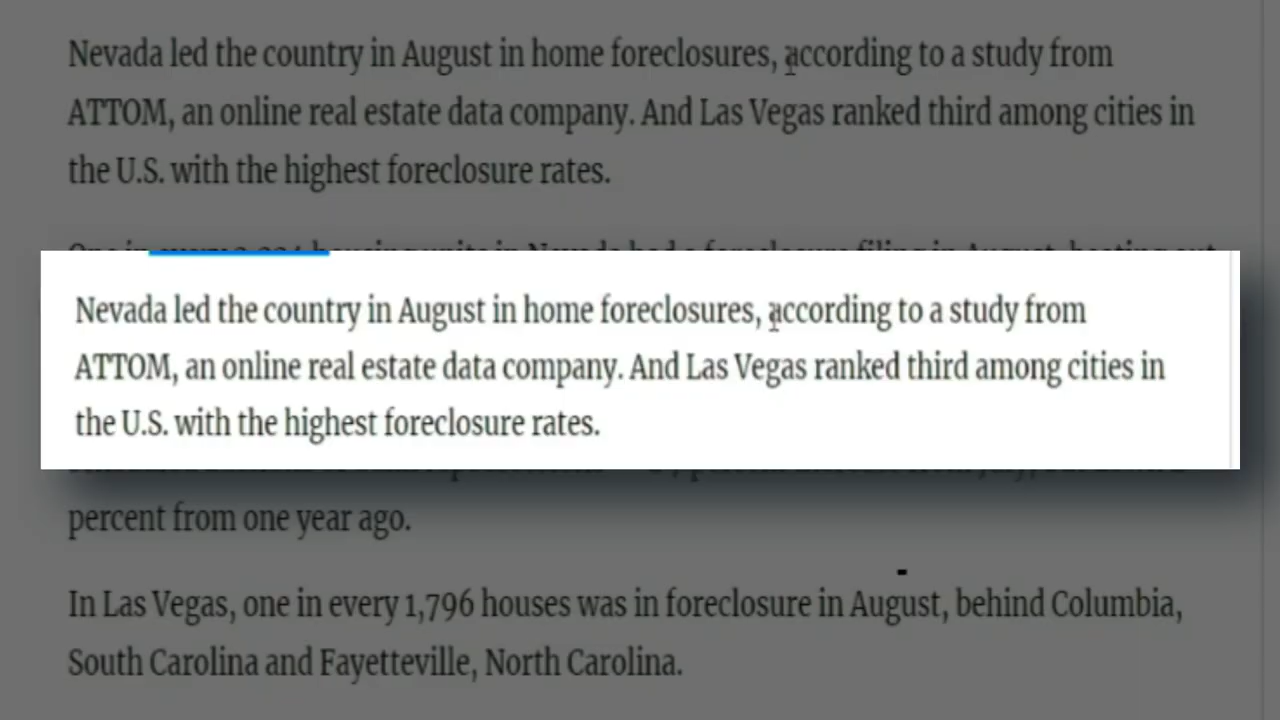 Nevada led the country in August in home foreclosures, according to a study from
ATTOM, an online real estate data company. And Las Vegas ranked third among cities in
the U.S. with the highest foreclosure rates.
Nevada led the country in August in home foreclosures, according to a study from
ATTOM, an online real estate data company. And Las Vegas ranked third among cities in
the U.S. with the highest foreclosure rates.
percent from one year ago.
In Las Vegas, one in every 1,796 houses was in foreclosure in August, behind Columbia,
South Carolina and Fayetteville, North Carolina.